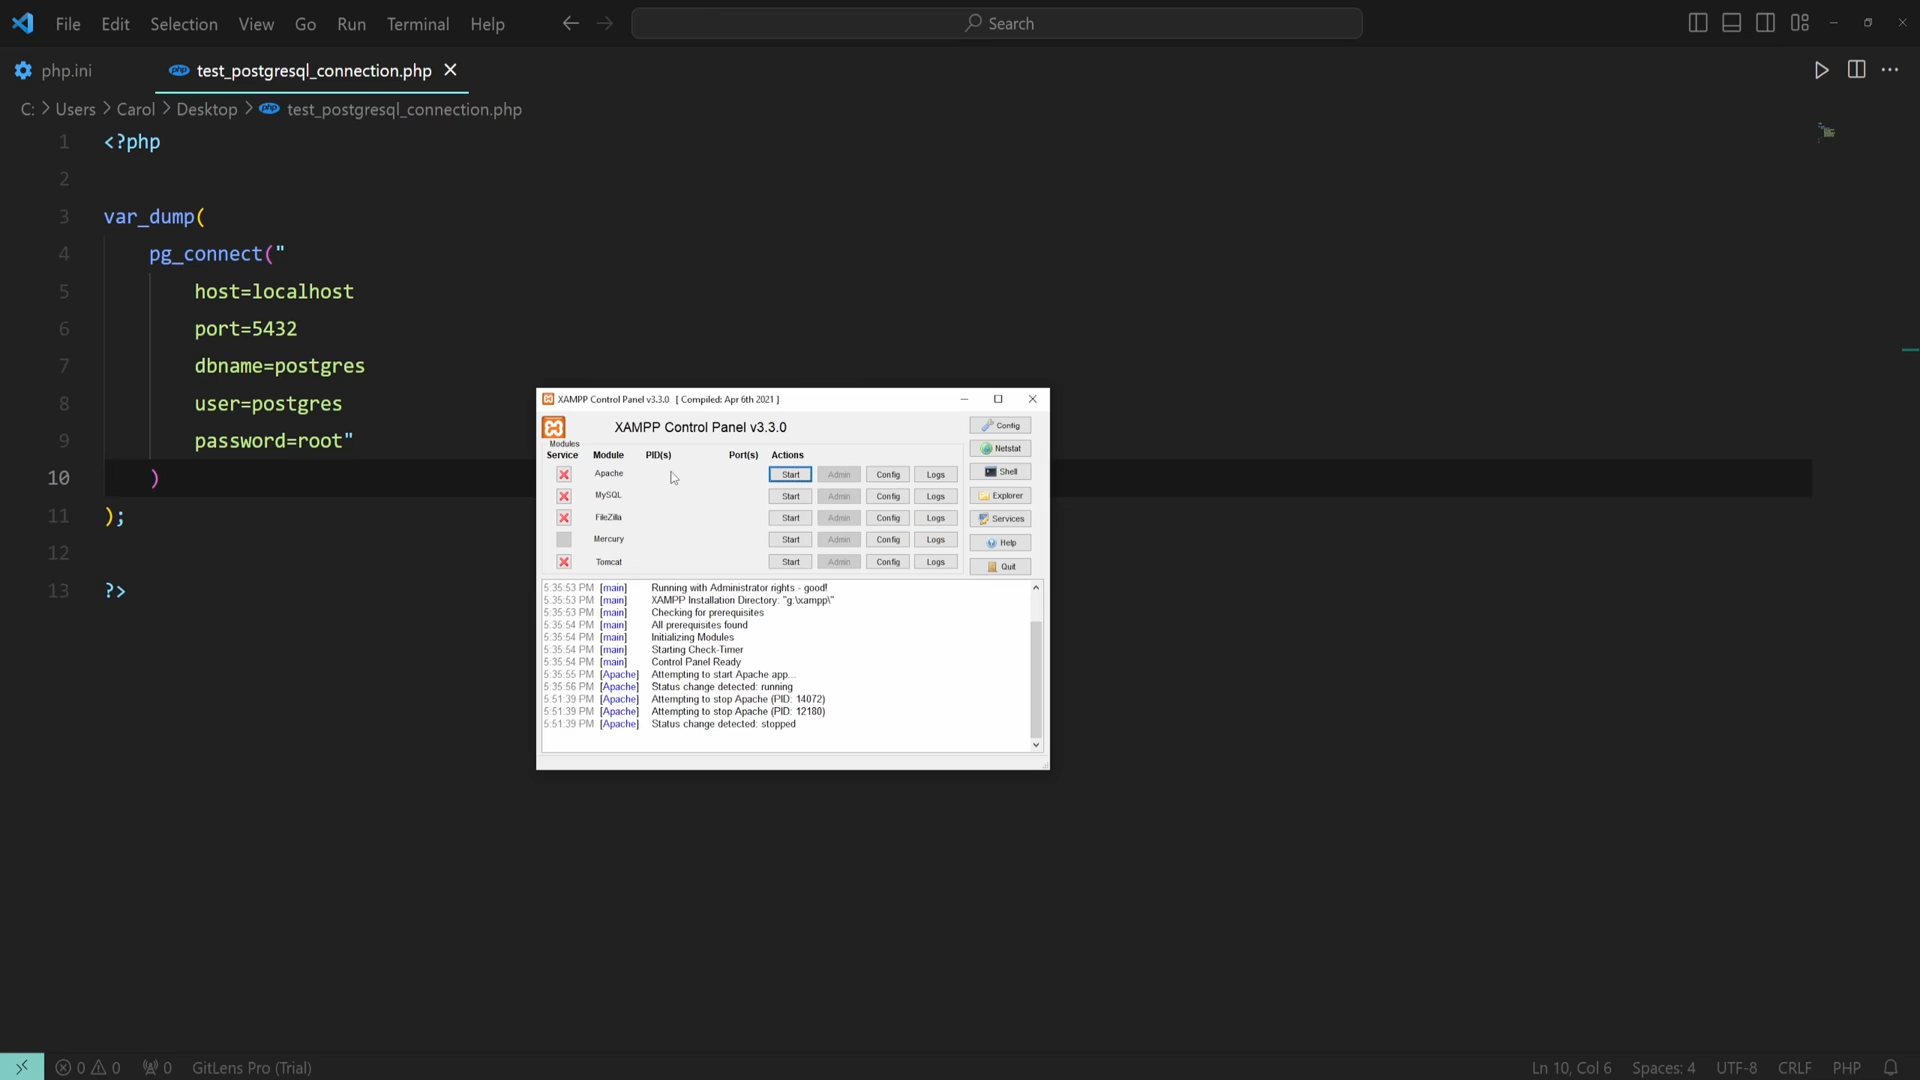 File Edit Selection View Go Run Terminal Help
Search
php.ini
php test_postgresql_connection.php
C: > Users > Carol > Desktop > php test_postgresql_connection.php
1 <?php
2
3 var_dump(
4 pg_connect("
5 host=localhost
6 port=5432
7 dbname=postgres
8 user=postgres
9 password=root"
10 )
11 );
12
13 ?>
XAMPP Control Panel v3.3.0 [ Compiled: Apr 6th 2021 ]
XAMPP Control Panel v3.3.0
Config
Modules
Service Module PID(s) Port(s) Actions
Netstat
Apache Start Admin Config Logs
Shell
MySQL Start Admin Config Logs
Explorer
FileZilla Start Admin Config Logs
Services
Mercury Start Admin Config Logs
Help
Tomcat Start Admin Config Logs
Quit
5:35:53 PM [main] Running with Administrator rights - good!
5:35:53 PM [main] XAMPP Installation Directory: "g:\xampp\"
5:35:53 PM [main] Checking for prerequisites
5:35:54 PM [main] All prerequisites found
5:35:54 PM [main] Initializing Modules
5:35:54 PM [main] Starting Check-Timer
5:35:54 PM [main] Control Panel Ready
5:35:55 PM [Apache] Attempting to start Apache app...
5:35:56 PM [Apache] Status change detected: running
5:51:39 PM [Apache] Attempting to stop Apache (PID: 14072)
5:51:39 PM [Apache] Attempting to stop Apache (PID: 12180)
5:51:39 PM [Apache] Status change detected: stopped
0 0 0 GitLens Pro (Trial) Ln 10, Col 6 Spaces: 4 UTF-8 CRLF PHP